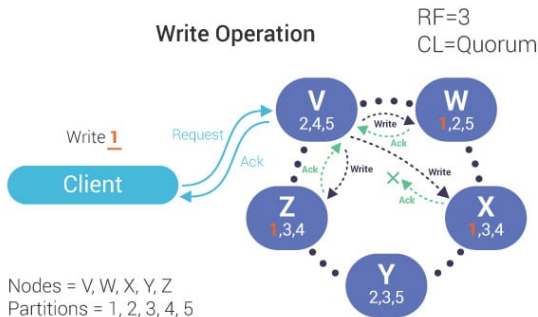 Write Operation
RF=3
CL=Quorum
Write 1
Client
Request
Ack
V
2,4,5
W
1,2,5
Write
Ack
Ack
Write
Write
Ack
Z
1,3,4
X
1,3,4
Y
2,3,5
Nodes = V, W, X, Y, Z
Partitions = 1, 2, 3, 4, 5